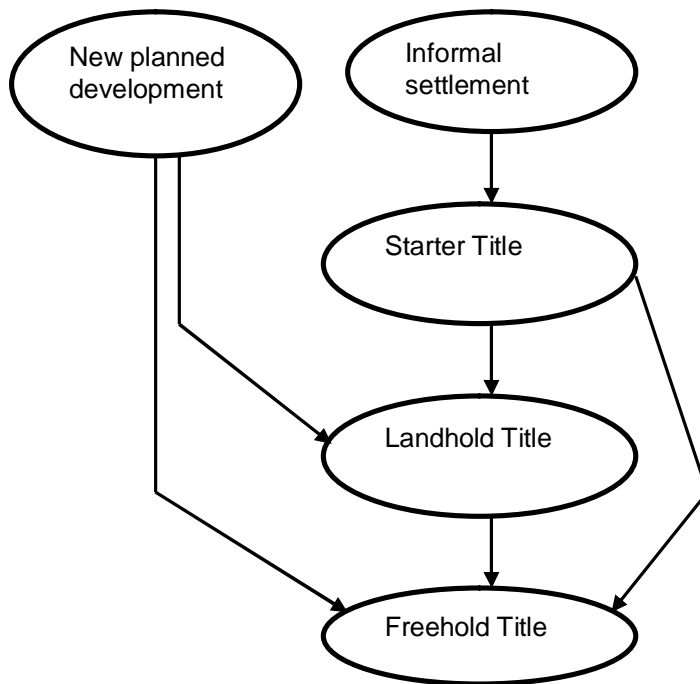 New planned
development
Informal
settlement
Starter Title
Landhold Title
Freehold Title